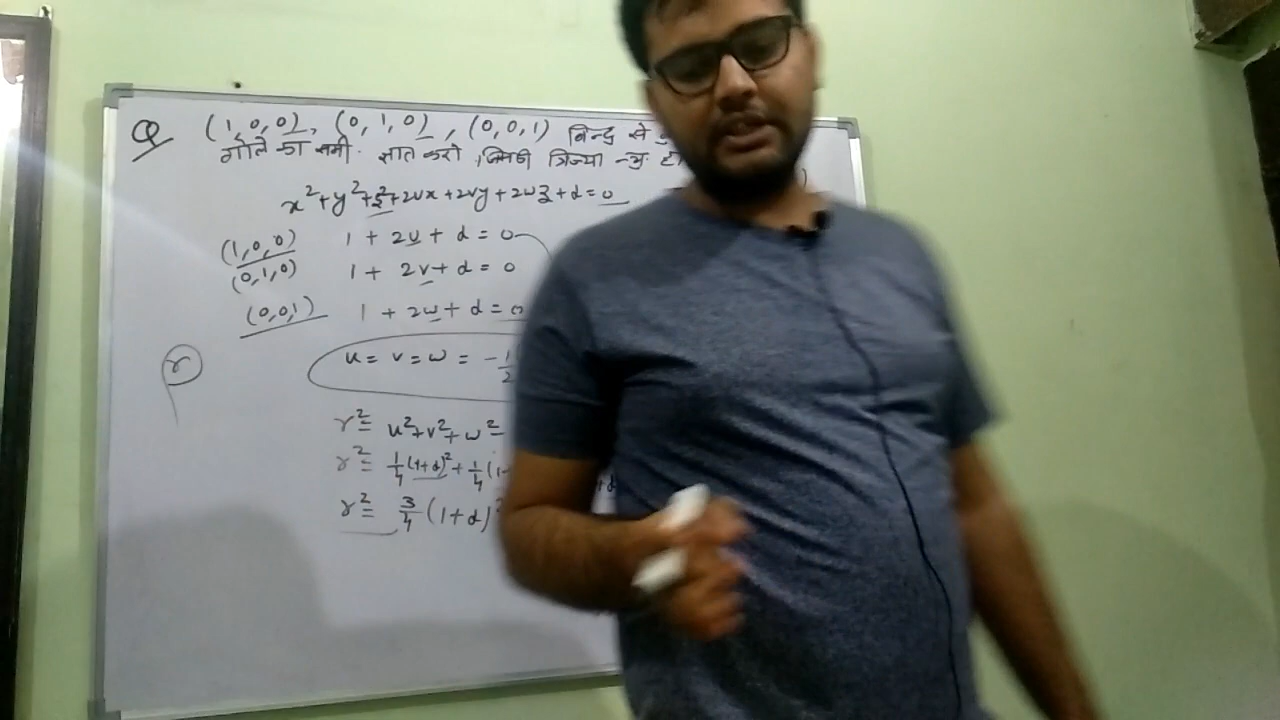 Q (1,0,0), (0,1,0), (0,0,1) बिन्दु से
गोले का समी. ज्ञात करो, जिसकी त्रिज्या न्यू. हो
x²+y²+z²+2ux+2vy+2wz+d=0
(1,0,0) 1 + 2u + d = 0
(0,1,0) 1 + 2v + d = 0
(0,0,1) 1 + 2w + d = 0
r u = v = w = -1/2
r² = u²+v²+w²-
r² = 1/4(1+d)²+1/4(1+
r² = 3/4(1+d)²